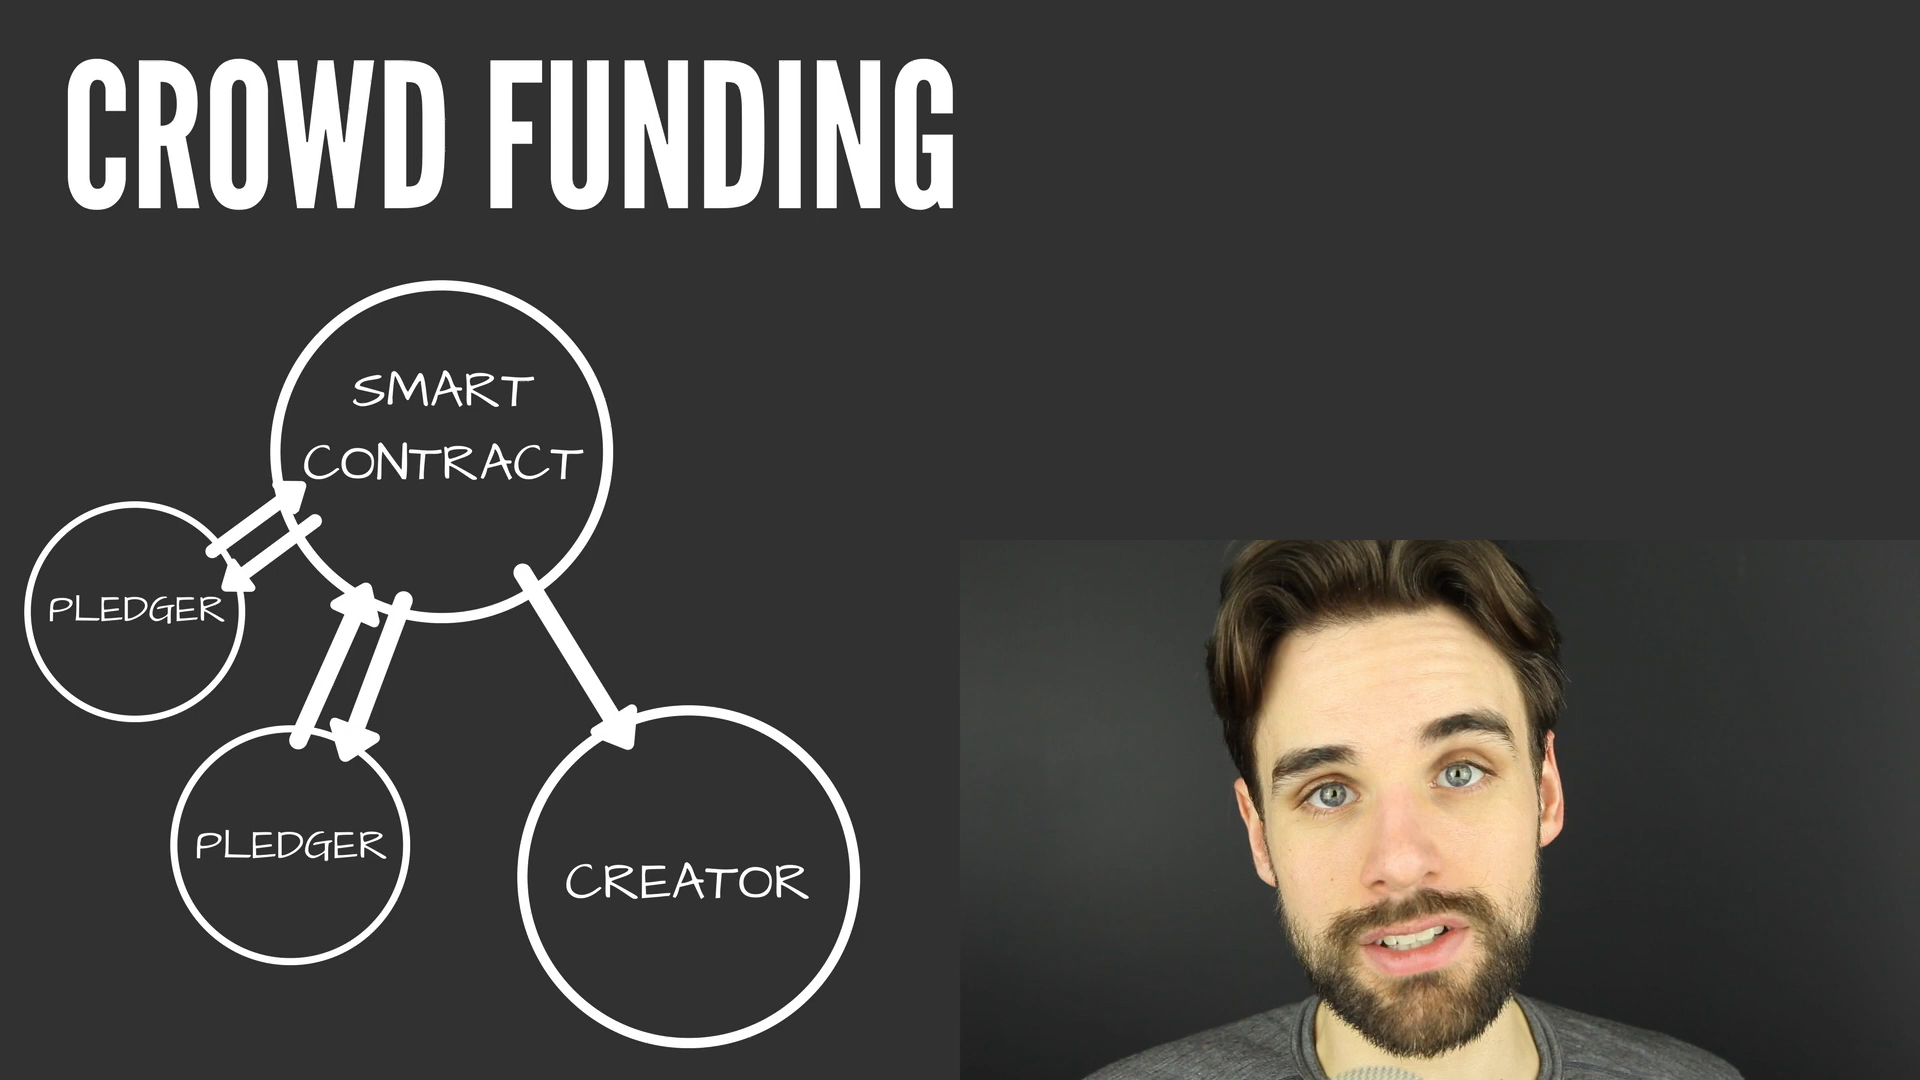 CROWD FUNDING
SMART
CONTRACT
PLEDGER
PLEDGER
CREATOR